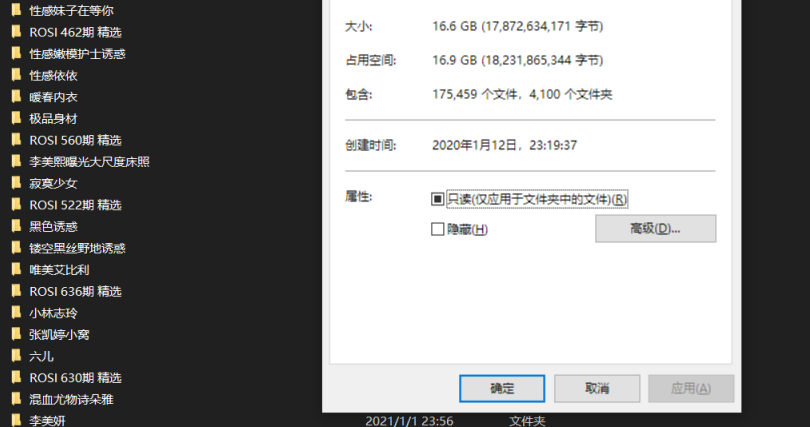 性感妹子在等你
ROSI 462期 精选
性感嫩模护士诱惑
性感依依
暖春内衣
极品身材
ROSI 560期 精选
李美熙曝光大尺度床照
寂寞少女
ROSI 522期 精选
黑色诱惑
镂空黑丝野地诱惑
唯美艾比利
ROSI 636期 精选
小林志玲
张凯婷小窝
六儿
ROSI 630期 精选
混血尤物诗朵雅
李美妍 2021/1/1 23:56 文件夹
大小: 16.6 GB (17,872,634,171 字节)
占用空间: 16.9 GB (18,231,865,344 字节)
包含: 175,459 个文件，4,100 个文件夹
创建时间: 2020年1月12日，23:19:37
属性: 只读(仅应用于文件夹中的文件)(R)
隐藏(H)
高级(D)...
确定 取消 应用(A)